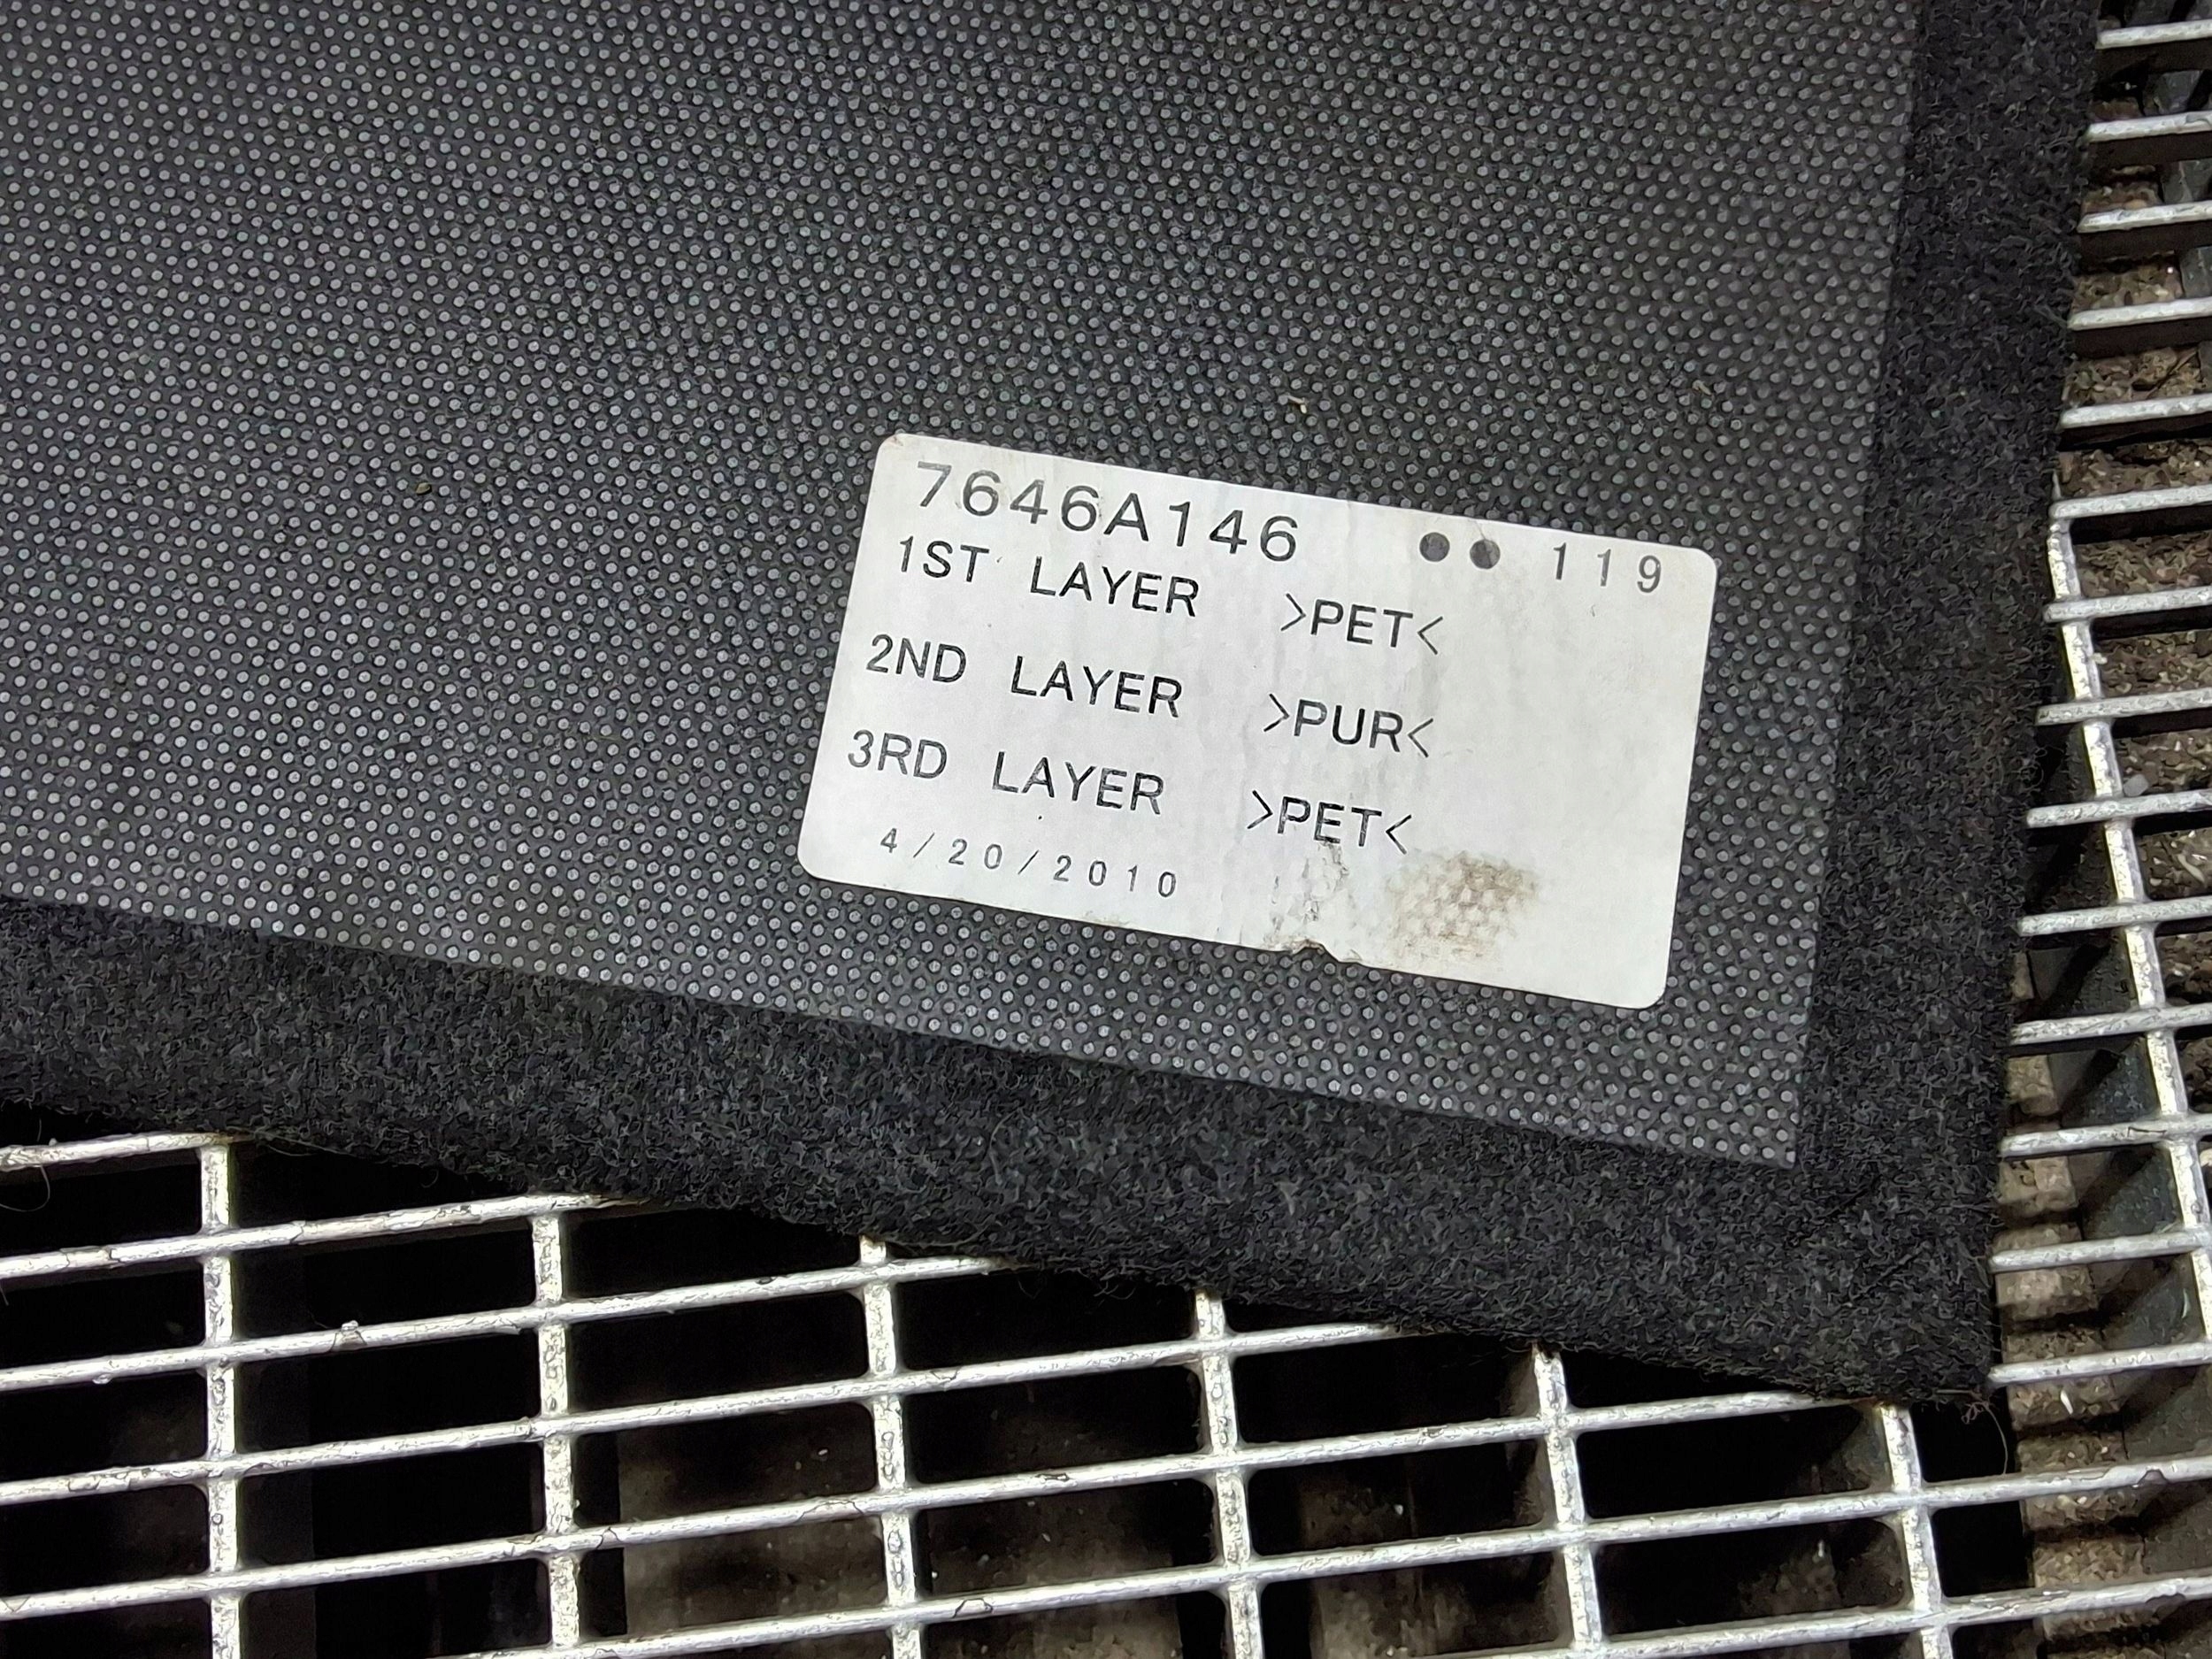 7646A146 ●● 119
1ST LAYER >PET<
2ND LAYER >PUR<
3RD LAYER >PET<
4/20/2010